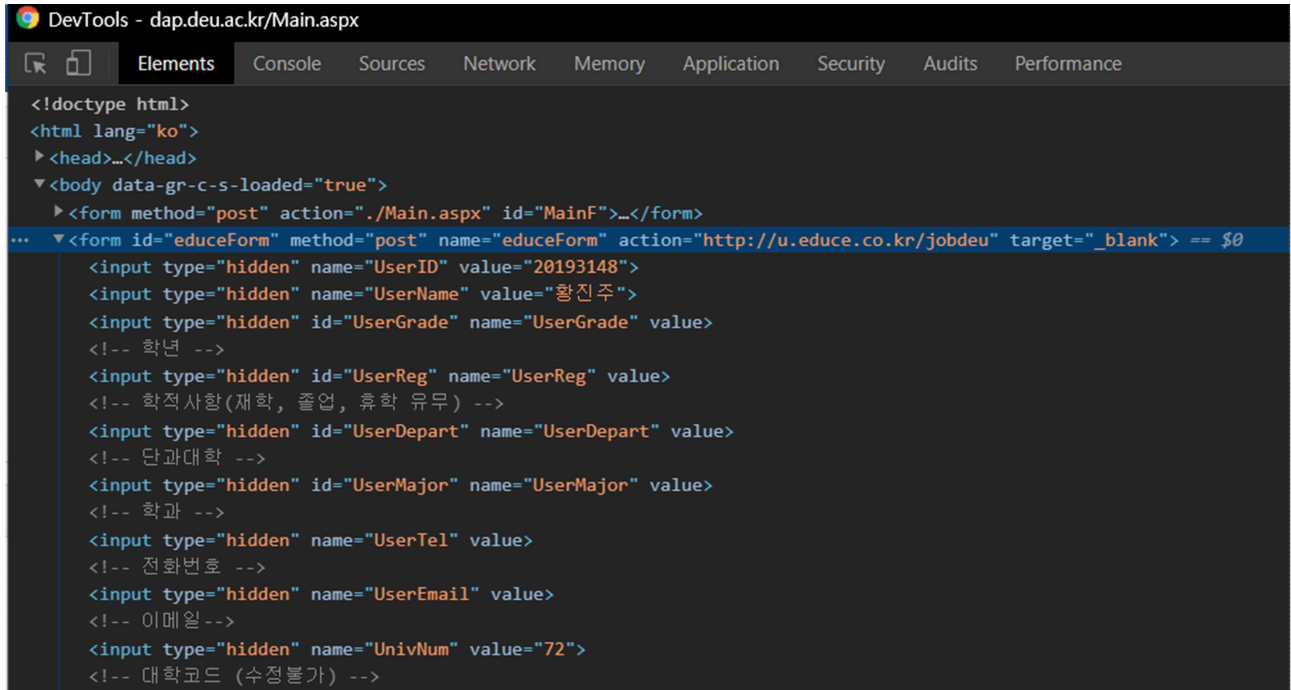 DevTools - dap.deu.ac.kr/Main.aspx
Elements Console Sources Network Memory Application Security Audits Performance
<!doctype html>
<html lang="ko">
▶<head>…</head>
▼<body data-gr-c-s-loaded="true">
▶<form method="post" action="./Main.aspx" id="MainF">…</form>
… ▼<form id="educeForm" method="post" name="educeForm" action="http://u.educe.co.kr/jobdeu" target="_blank"> == $0
<input type="hidden" name="UserID" value="20193148">
<input type="hidden" name="UserName" value="황진주">
<input type="hidden" id="UserGrade" name="UserGrade" value>
<!-- 학년 -->
<input type="hidden" id="UserReg" name="UserReg" value>
<!-- 학적사항(재학, 졸업, 휴학 유무) -->
<input type="hidden" id="UserDepart" name="UserDepart" value>
<!-- 단과대학 -->
<input type="hidden" id="UserMajor" name="UserMajor" value>
<!-- 학과 -->
<input type="hidden" name="UserTel" value>
<!-- 전화번호 -->
<input type="hidden" name="UserEmail" value>
<!-- 이메일-->
<input type="hidden" name="UnivNum" value="72">
<!-- 대학코드 (수정불가) -->